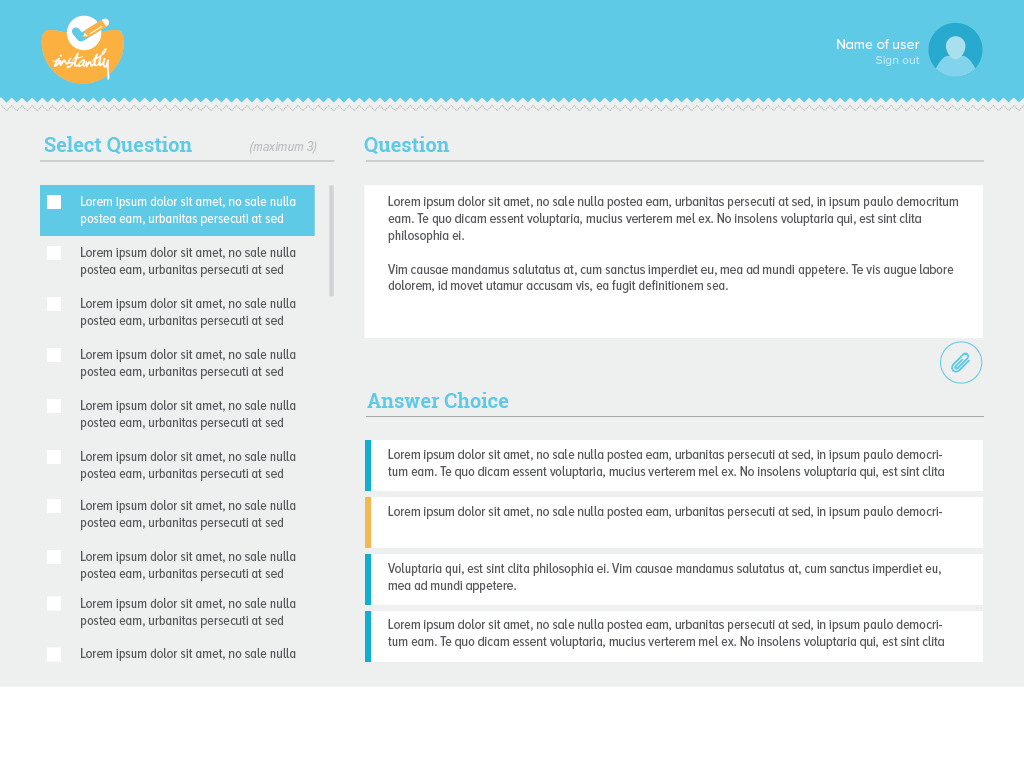 instantly
Name of user
Sign out
Select Question
(maximum 3)
Lorem ipsum dolor sit amet, no sale nulla
postea eam, urbanitas persecuti at sed
Lorem ipsum dolor sit amet, no sale nulla
postea eam, urbanitas persecuti at sed
Lorem ipsum dolor sit amet, no sale nulla
postea eam, urbanitas persecuti at sed
Lorem ipsum dolor sit amet, no sale nulla
postea eam, urbanitas persecuti at sed
Lorem ipsum dolor sit amet, no sale nulla
postea eam, urbanitas persecuti at sed
Lorem ipsum dolor sit amet, no sale nulla
postea eam, urbanitas persecuti at sed
Lorem ipsum dolor sit amet, no sale nulla
postea eam, urbanitas persecuti at sed
Lorem ipsum dolor sit amet, no sale nulla
postea eam, urbanitas persecuti at sed
Lorem ipsum dolor sit amet, no sale nulla
postea eam, urbanitas persecuti at sed
Lorem ipsum dolor sit amet, no sale nulla
Question
Lorem ipsum dolor sit amet, no sale nulla postea eam, urbanitas persecuti at sed, in ipsum paulo democritum
eam. Te quo dicam essent voluptaria, mucius verterem mel ex. No insolens voluptaria qui, est sint clita
philosophia ei.
Vim causae mandamus salutatus at, cum sanctus imperdiet eu, mea ad mundi appetere. Te vis augue labore
dolorem, id movet utamur accusam vis, ea fugit definitionem sea.
Answer Choice
Lorem ipsum dolor sit amet, no sale nulla postea eam, urbanitas persecuti at sed, in ipsum paulo democri-
tum eam. Te quo dicam essent voluptaria, mucius verterem mel ex. No insolens voluptaria qui, est sint clita
Lorem ipsum dolor sit amet, no sale nulla postea eam, urbanitas persecuti at sed, in ipsum paulo democri-
Voluptaria qui, est sint clita philosophia ei. Vim causae mandamus salutatus at, cum sanctus imperdiet eu,
mea ad mundi appetere.
Lorem ipsum dolor sit amet, no sale nulla postea eam, urbanitas persecuti at sed, in ipsum paulo democri-
tum eam. Te quo dicam essent voluptaria, mucius verterem mel ex. No insolens voluptaria qui, est sint clita